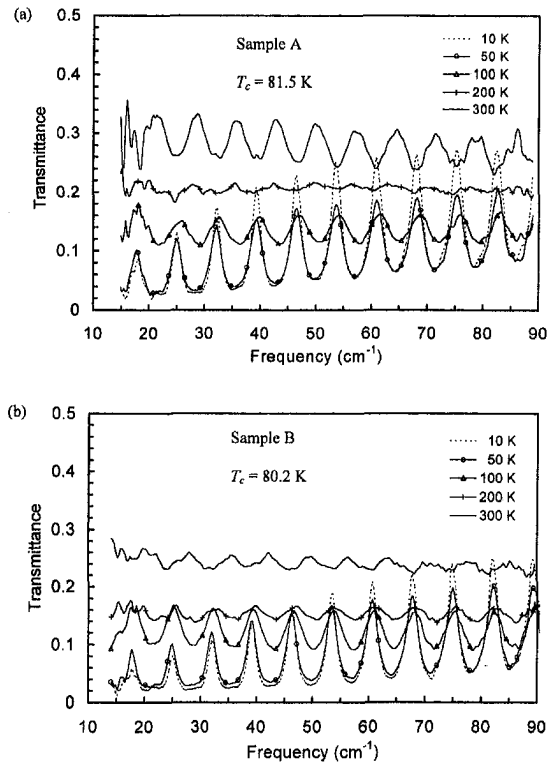 (a)
0.5
0.4
0.3
0.2
0.1
0
Transmittance
Sample A
T_c = 81.5 K
10 K
50 K
100 K
200 K
300 K
10 20 30 40 50 60 70 80 90
Frequency (cm⁻¹)
(b)
0.5
0.4
0.3
0.2
0.1
0
Transmittance
Sample B
T_c = 80.2 K
10 K
50 K
100 K
200 K
300 K
10 20 30 40 50 60 70 80 90
Frequency (cm⁻¹)